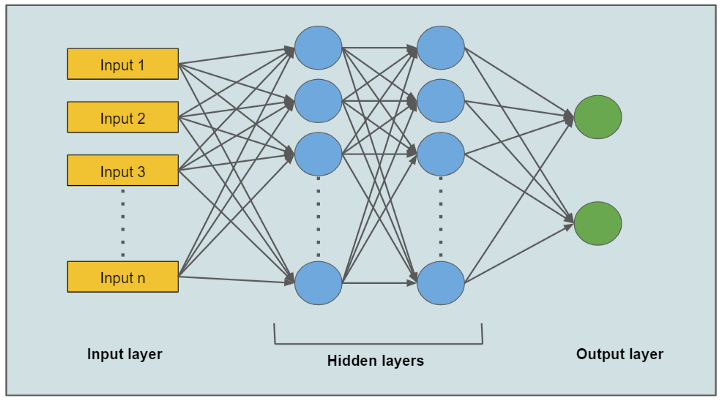 Input 1
Input 2
Input 3
Input n
Input layer
Hidden layers
Output layer